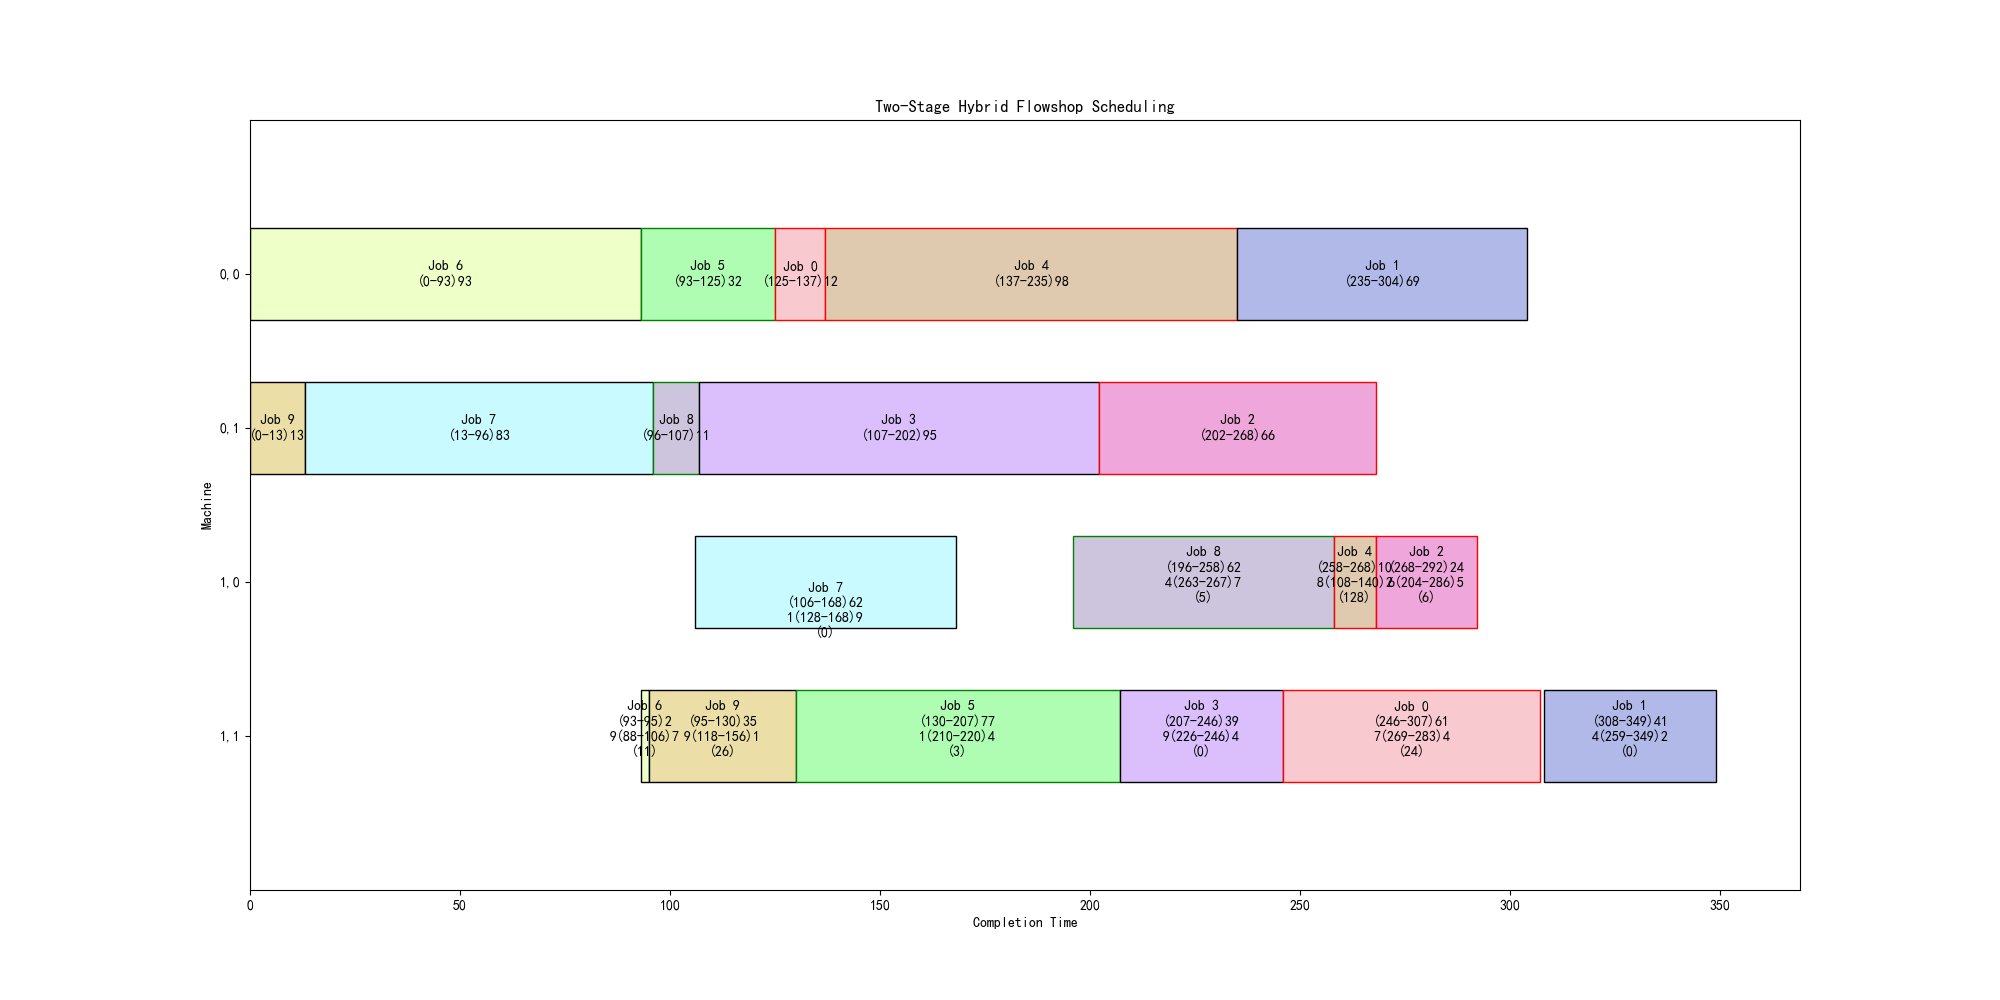 Two-Stage Hybrid Flowshop Scheduling
Machine
0,0
Job 6
(0-93)93
Job 5
(93-125)32
Job 0
(125-137)12
Job 4
(137-235)98
Job 1
(235-304)69
0,1
Job 9
(0-13)13
Job 7
(13-96)83
Job 8
(96-107)11
Job 3
(107-202)95
Job 2
(202-268)66
1,0
Job 7
(106-168)62
1(128-168)9
(0)
Job 8
(196-258)62
4(263-267)7
(5)
Job 4
(258-268)10
8(108-140)2
(128)
Job 2
(268-292)24
6(204-286)5
(6)
1,1
Job 6
(93-95)2
9(88-106)7
(11)
Job 9
(95-130)35
9(118-156)1
(26)
Job 5
(130-207)77
1(210-220)4
(3)
Job 3
(207-246)39
9(226-246)4
(0)
Job 0
(246-307)61
7(269-283)4
(24)
Job 1
(308-349)41
4(259-349)2
(0)
0
50
100
150
200
250
300
350
Completion Time